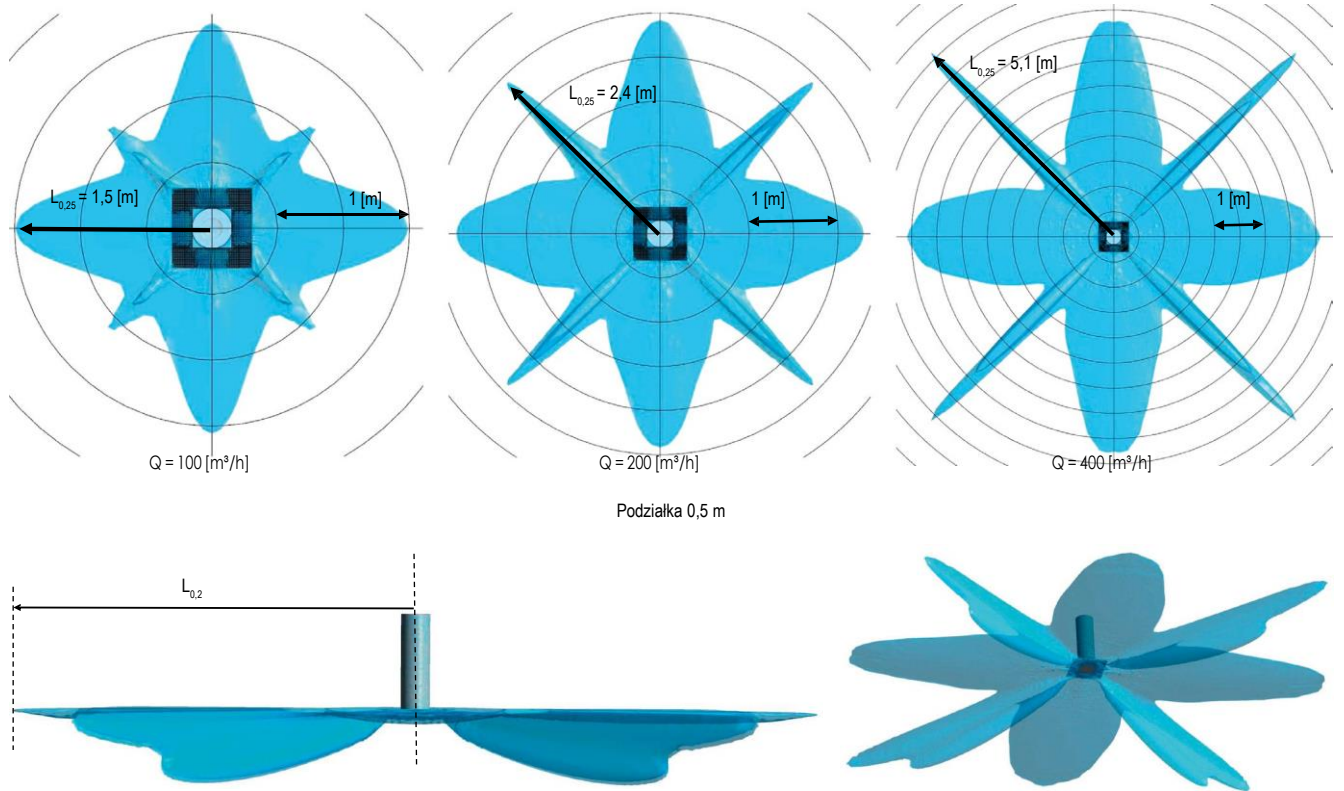 L0,25 = 1,5 [m]
1 [m]
Q = 100 [m³/h]
L0,25 = 2,4 [m]
1 [m]
Q = 200 [m³/h]
L0,25 = 5,1 [m]
1 [m]
Q = 400 [m³/h]
Podziałka 0,5 m
L0,2